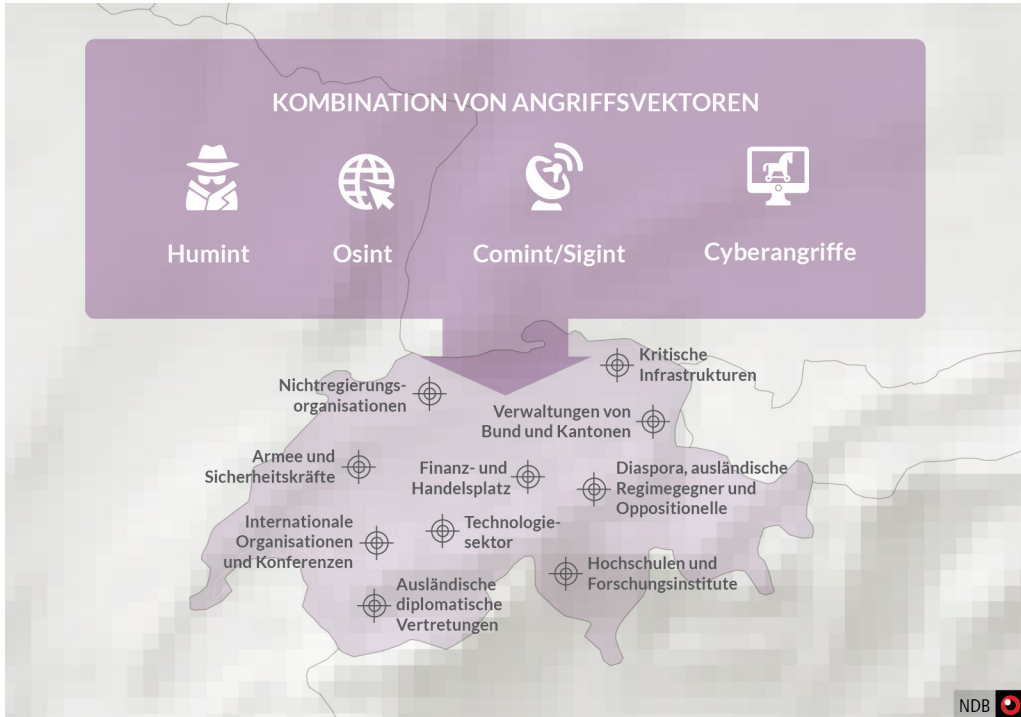 KOMBINATION VON ANGRIFFSVEKTOREN
Humint
Osint
Comint/Sigint
Cyberangriffe
Kritische
Infrastrukturen
Nichtregierungs-
organisationen
Verwaltungen von
Bund und Kantonen
Armee und
Sicherheitskräfte
Finanz- und
Handelsplatz
Diaspora, ausländische
Regimegegner und
Oppositionelle
Internationale
Organisationen
und Konferenzen
Technologie-
sektor
Hochschulen und
Forschungsinstitute
Ausländische
diplomatische
Vertretungen
NDB